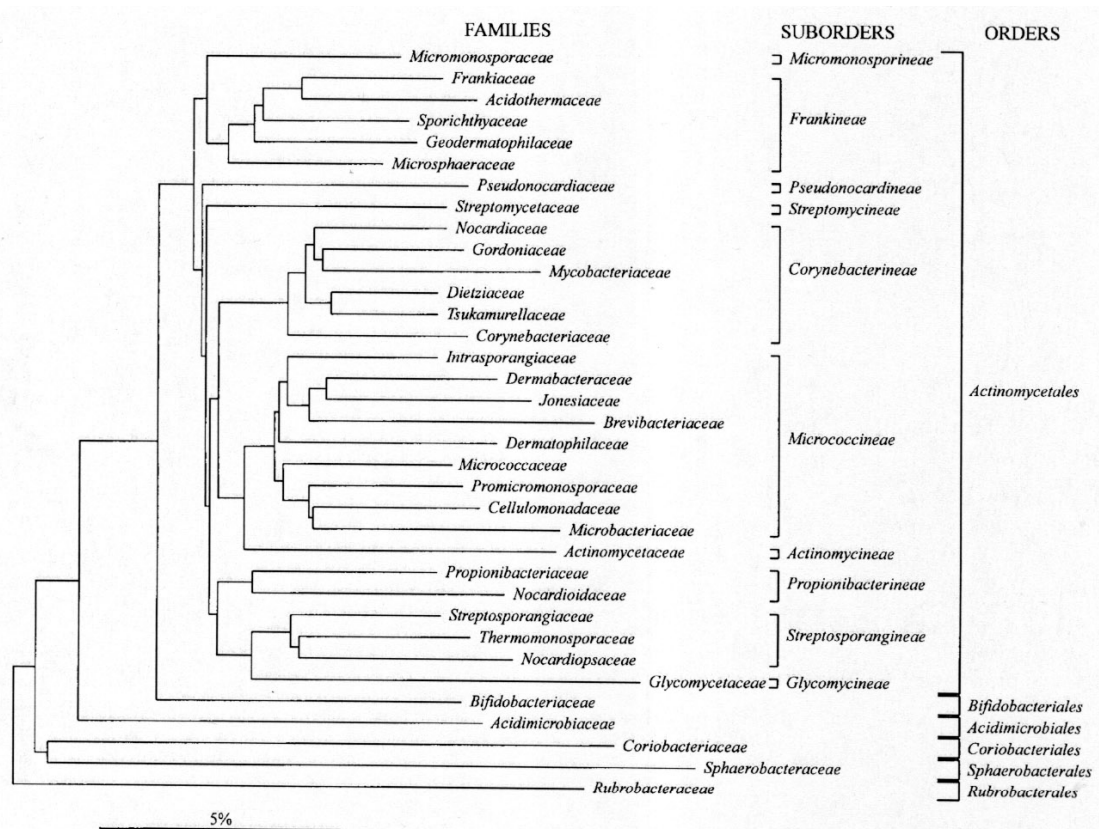 FAMILIES SUBORDERS ORDERS
Micromonosporaceae Micromonosporineae
Frankiaceae
Acidothermaceae
Sporichthyaceae Frankineae
Geodermatophilaceae
Microsphaeraceae
Pseudonocardiaceae Pseudonocardineae
Streptomycetaceae Streptomycineae
Nocardiaceae
Gordoniaceae
Mycobacteriaceae Corynebacterineae
Dietziaceae
Tsukamurellaceae
Corynebacteriaceae
Intrasporangiaceae
Dermabacteraceae
Jonesiaceae Actinomycetales
Brevibacteriaceae
Dermatophilaceae Micrococcineae
Micrococcaceae
Promicromonosporaceae
Cellulomonadaceae
Microbacteriaceae
Actinomycetaceae Actinomycineae
Propionibacteriaceae Propionibacterineae
Nocardioidaceae
Streptosporangiaceae
Thermomonosporaceae Streptosporangineae
Nocardiopsaceae
Glycomycetaceae Glycomycineae
Bifidobacteriaceae Bifidobacteriales
Acidimicrobiaceae Acidimicrobiales
Coriobacteriaceae Coriobacteriales
Sphaerobacteraceae Sphaerobacterales
Rubrobacteraceae Rubrobacterales
5%